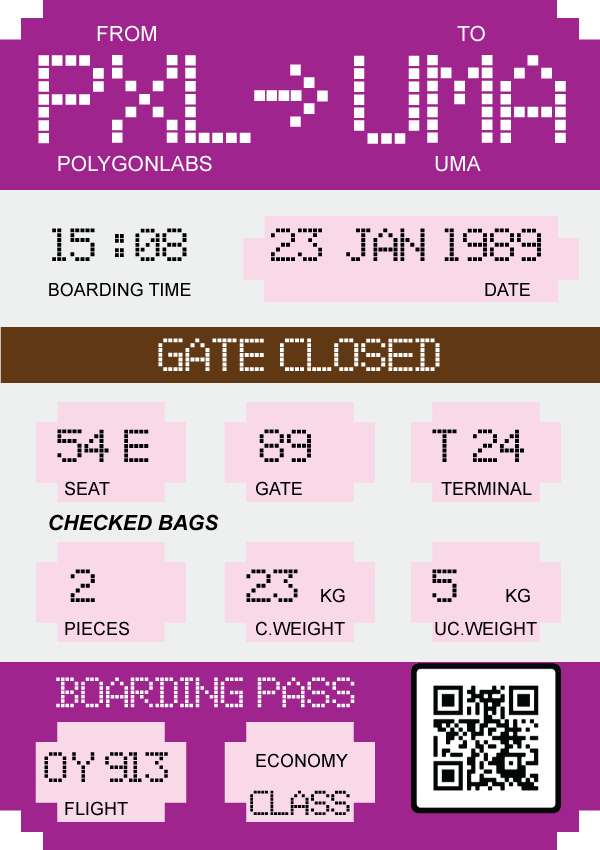 FROM TO
PXL → UMA
POLYGONLABS UMA
15:08 23 JAN 1989
BOARDING TIME DATE
GATE CLOSED
54 E 89 T 24
SEAT GATE TERMINAL
CHECKED BAGS
2 23 KG 5 KG
PIECES C.WEIGHT UC.WEIGHT
BOARDING PASS
OY 913 ECONOMY
FLIGHT CLASS